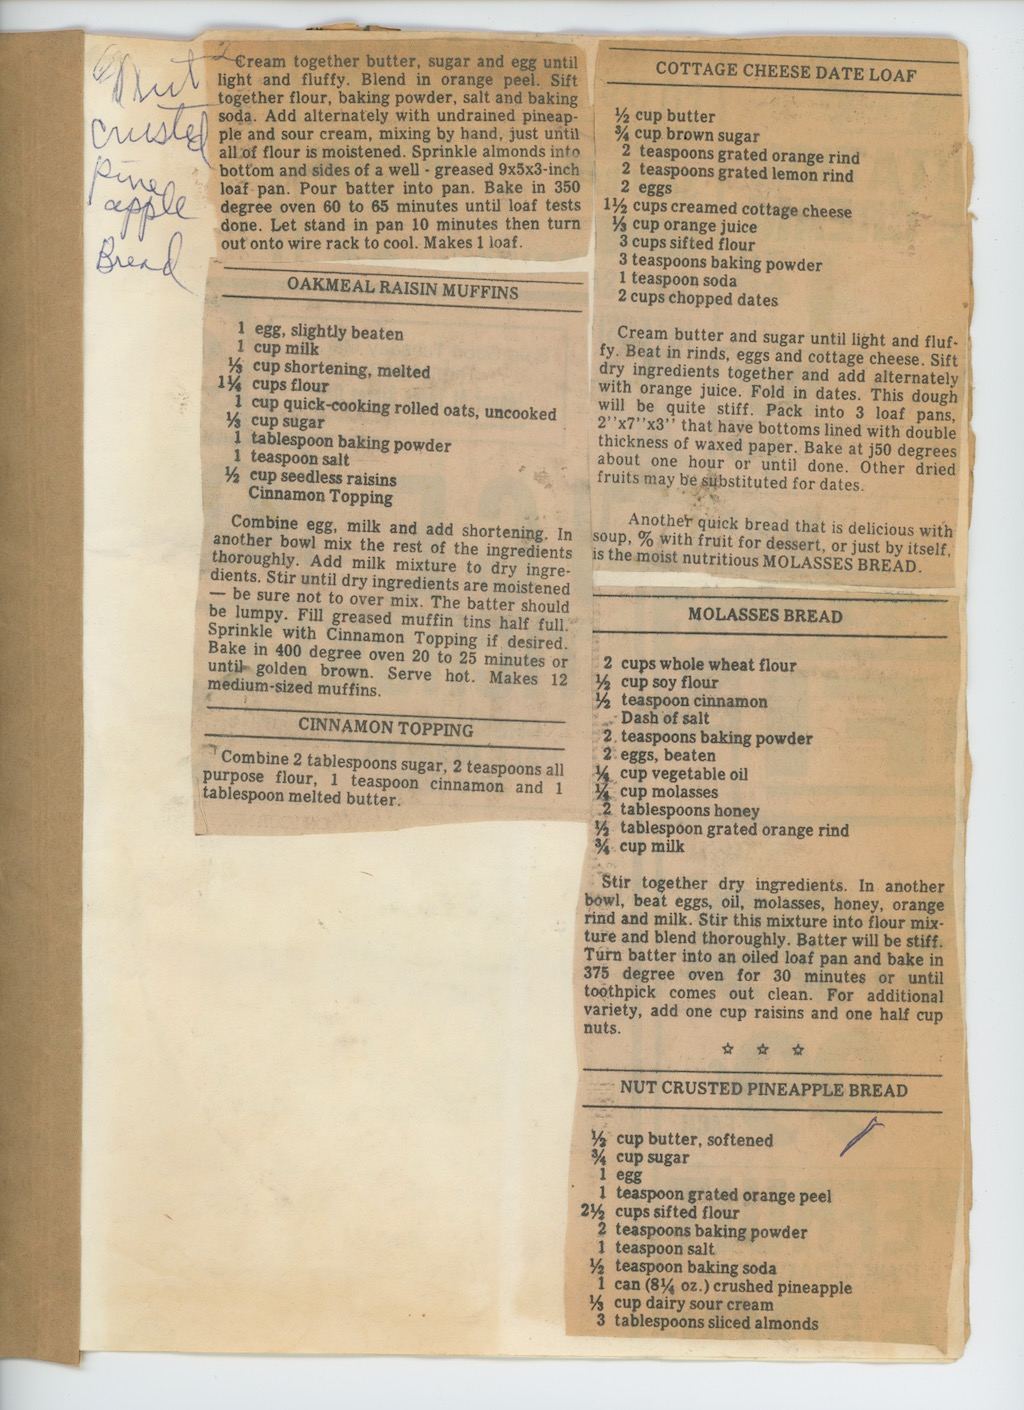 Nut
crusted
Pine
apple
Bread
2
Cream together butter, sugar and egg until
light and fluffy. Blend in orange peel. Sift
together flour, baking powder, salt and baking
soda. Add alternately with undrained pineap-
ple and sour cream, mixing by hand, just until
all of flour is moistened. Sprinkle almonds into
bottom and sides of a well - greased 9x5x3-inch
loaf pan. Pour batter into pan. Bake in 350
degree oven 60 to 65 minutes until loaf tests
done. Let stand in pan 10 minutes then turn
out onto wire rack to cool. Makes 1 loaf.
OAKMEAL RAISIN MUFFINS
1 egg, slightly beaten
1 cup milk
⅓ cup shortening, melted
1¼ cups flour
1 cup quick-cooking rolled oats, uncooked
⅓ cup sugar
1 tablespoon baking powder
1 teaspoon salt
½ cup seedless raisins
Cinnamon Topping
Combine egg, milk and add shortening. In
another bowl mix the rest of the ingredients
thoroughly. Add milk mixture to dry ingre-
dients. Stir until dry ingredients are moistened
— be sure not to over mix. The batter should
be lumpy. Fill greased muffin tins half full.
Sprinkle with Cinnamon Topping if desired.
Bake in 400 degree oven 20 to 25 minutes or
until golden brown. Serve hot. Makes 12
medium-sized muffins.
CINNAMON TOPPING
Combine 2 tablespoons sugar, 2 teaspoons all
purpose flour, 1 teaspoon cinnamon and 1
tablespoon melted butter.
COTTAGE CHEESE DATE LOAF
½ cup butter
¾ cup brown sugar
2 teaspoons grated orange rind
2 teaspoons grated lemon rind
2 eggs
1½ cups creamed cottage cheese
⅓ cup orange juice
3 cups sifted flour
3 teaspoons baking powder
1 teaspoon soda
2 cups chopped dates
Cream butter and sugar until light and fluf-
fy. Beat in rinds, eggs and cottage cheese. Sift
dry ingredients together and add alternately
with orange juice. Fold in dates. This dough
will be quite stiff. Pack into 3 loaf pans,
2"x7"x3" that have bottoms lined with double
thickness of waxed paper. Bake at j50 degrees
about one hour or until done. Other dried
fruits may be substituted for dates.
Another quick bread that is delicious with
soup, % with fruit for dessert, or just by itself,
is the moist nutritious MOLASSES BREAD.
MOLASSES BREAD
2 cups whole wheat flour
½ cup soy flour
½ teaspoon cinnamon
Dash of salt
2 teaspoons baking powder
2 eggs, beaten
¼ cup vegetable oil
¼ cup molasses
2 tablespoons honey
½ tablespoon grated orange rind
¾ cup milk
Stir together dry ingredients. In another
bowl, beat eggs, oil, molasses, honey, orange
rind and milk. Stir this mixture into flour mix-
ture and blend thoroughly. Batter will be stiff.
Turn batter into an oiled loaf pan and bake in
375 degree oven for 30 minutes or until
toothpick comes out clean. For additional
variety, add one cup raisins and one half cup
nuts.
☆ ☆ ☆
NUT CRUSTED PINEAPPLE BREAD
⅓ cup butter, softened
¾ cup sugar
1 egg
1 teaspoon grated orange peel
2½ cups sifted flour
2 teaspoons baking powder
1 teaspoon salt
½ teaspoon baking soda
1 can (8¼ oz.) crushed pineapple
⅓ cup dairy sour cream
3 tablespoons sliced almonds